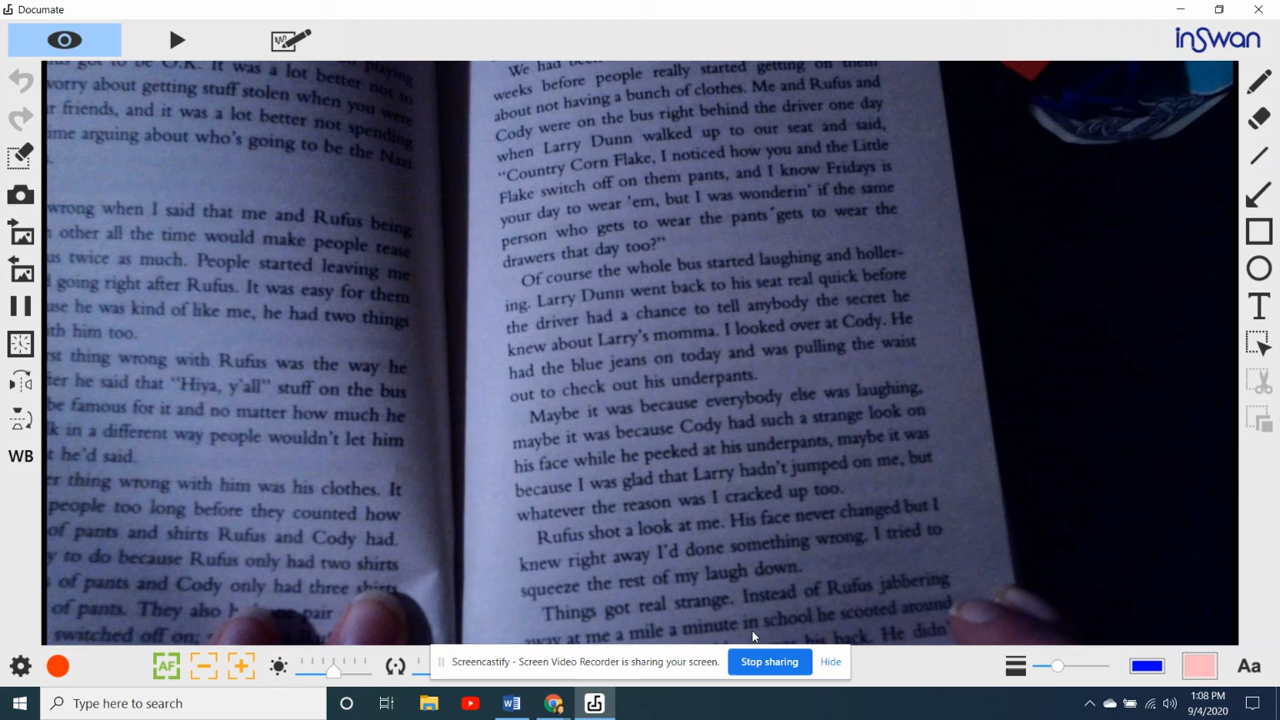 Documate
inSwan
us got to be O.K. It was a lot better not to
worry about getting stuff stolen when you were
r friends, and it was a lot better not spending
ime arguing about who's going to be the Nazi
wrong when I said that me and Rufus being
other all the time would make people tease
us twice as much. People started leaving me
going right after Rufus. It was easy for them
use he was kind of like me, he had two things
th him too.
rst thing wrong with Rufus was the way he
ter he said that "Hiya, y'all" stuff on the bus
be famous for it and no matter how much he
k in a different way people wouldn't let him
t he'd said.
er thing wrong with him was his clothes. It
people too long before they counted how
of pants and shirts Rufus and Cody had.
y to do because Rufus only had two shirts
of pants and Cody only had three shirts
of pants. They also pair
switched off on;
We had been
weeks before people really started getting on them
about not having a bunch of clothes. Me and Rufus and
Cody were on the bus right behind the driver one day
when Larry Dunn walked up to our seat and said,
"Country Corn Flake, I noticed how you and the Little
Flake switch off on them pants, and I know Fridays is
your day to wear 'em, but I was wonderin' if the same
person who gets to wear the pants gets to wear the
drawers that day too?"
Of course the whole bus started laughing and holler-
ing. Larry Dunn went back to his seat real quick before
the driver had a chance to tell anybody the secret he
knew about Larry's momma. I looked over at Cody. He
had the blue jeans on today and was pulling the waist
out to check out his underpants.
Maybe it was because everybody else was laughing,
maybe it was because Cody had such a strange look on
his face while he peeked at his underpants, maybe it was
because I was glad that Larry hadn't jumped on me, but
whatever the reason was I cracked up too.
Rufus shot a look at me. His face never changed but I
knew right away I'd done something wrong. I tried to
squeeze the rest of my laugh down.
Things got real strange. Instead of Rufus jabbering
away at me a mile a minute in school he scooted around
his back. He didn
WB
T
AF
Aa
Screencastify - Screen Video Recorder is sharing your screen.
Stop sharing
Hide
Type here to search
1:08 PM
9/4/2020